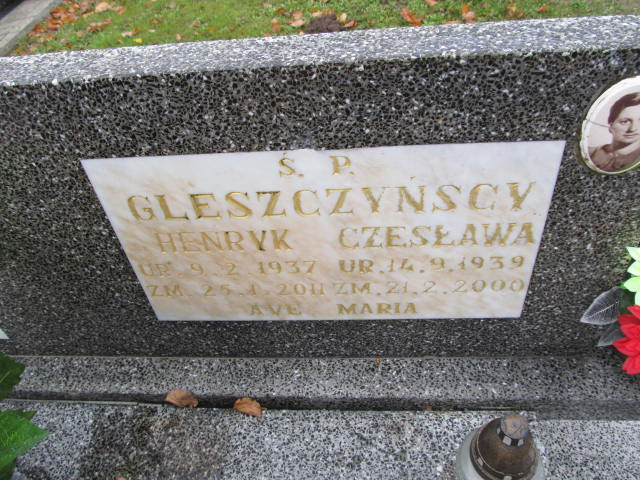 Ś. P.
GLESZCZYŃSCY
HENRYK CZESŁAWA
UR. 9. 2. 1937 UR. 14. 9. 1939
ZM. 25. 1. 2011 ZM. 21. 2. 2000
AVE MARIA